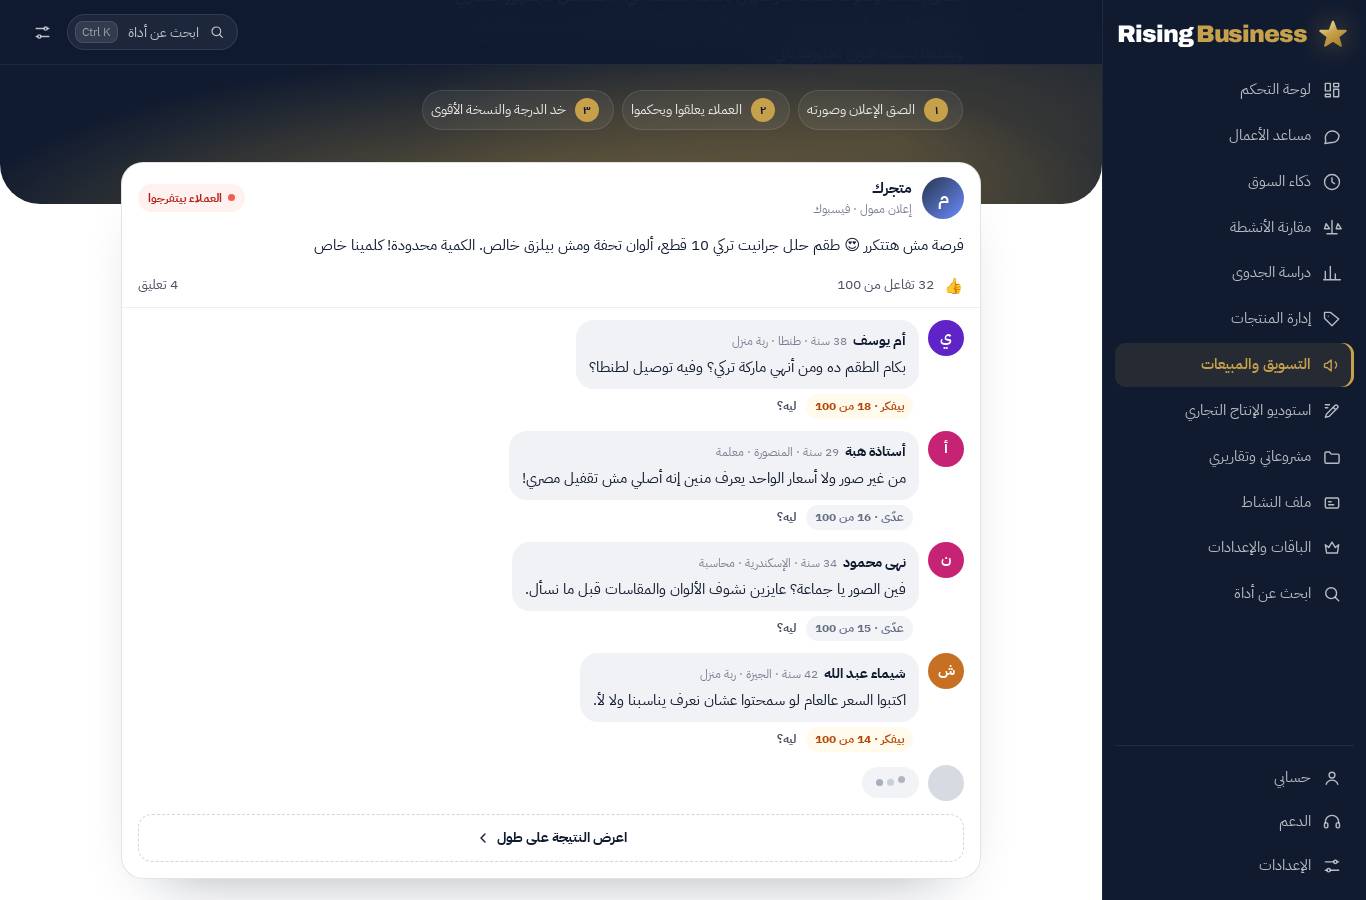 Rising Business
ابحث عن أداة Ctrl K
لوحة التحكم
مساعد الأعمال
ذكاء السوق
مقارنة الأنشطة
دراسة الجدوى
إدارة المنتجات
التسويق والمبيعات
استوديو الإنتاج التجاري
مشروعاتي وتقاريري
ملف النشاط
الباقات والإعدادات
ابحث عن أداة
حسابي
الدعم
الإعدادات
١ الصق الإعلان وصورته
٢ العملاء يعلقوا ويحكموا
٣ خد الدرجة والنسخة الأقوى
م
متجرك
إعلان ممول · فيسبوك
العملاء بيتفرجوا
فرصة مش هتتكرر 😍 طقم حلل جرانيت تركي 10 قطع، ألوان تحفة ومش بيلزق خالص. الكمية محدودة! كلمينا خاص
👍 32 تفاعل من 100
4 تعليق
ي
أم يوسف 38 سنة · طنطا · ربة منزل
بكام الطقم ده ومن أنهي ماركة تركي؟ وفيه توصيل لطنطا؟
بيفكر · 18 من 100 ليه؟
أ
أستاذة هبة 29 سنة · المنصورة · معلمة
من غير صور ولا أسعار الواحد يعرف منين إنه أصلي مش تقفيل مصري!
عدّى · 16 من 100 ليه؟
ن
نهى محمود 34 سنة · الإسكندرية · محاسبة
فين الصور يا جماعة؟ عايزين نشوف الألوان والمقاسات قبل ما نسأل.
عدّى · 15 من 100 ليه؟
ش
شيماء عبد الله 42 سنة · الجيزة · ربة منزل
اكتبوا السعر عالعام لو سمحتوا عشان نعرف يناسبنا ولا لأ.
بيفكر · 14 من 100 ليه؟
اعرض النتيجة على طول